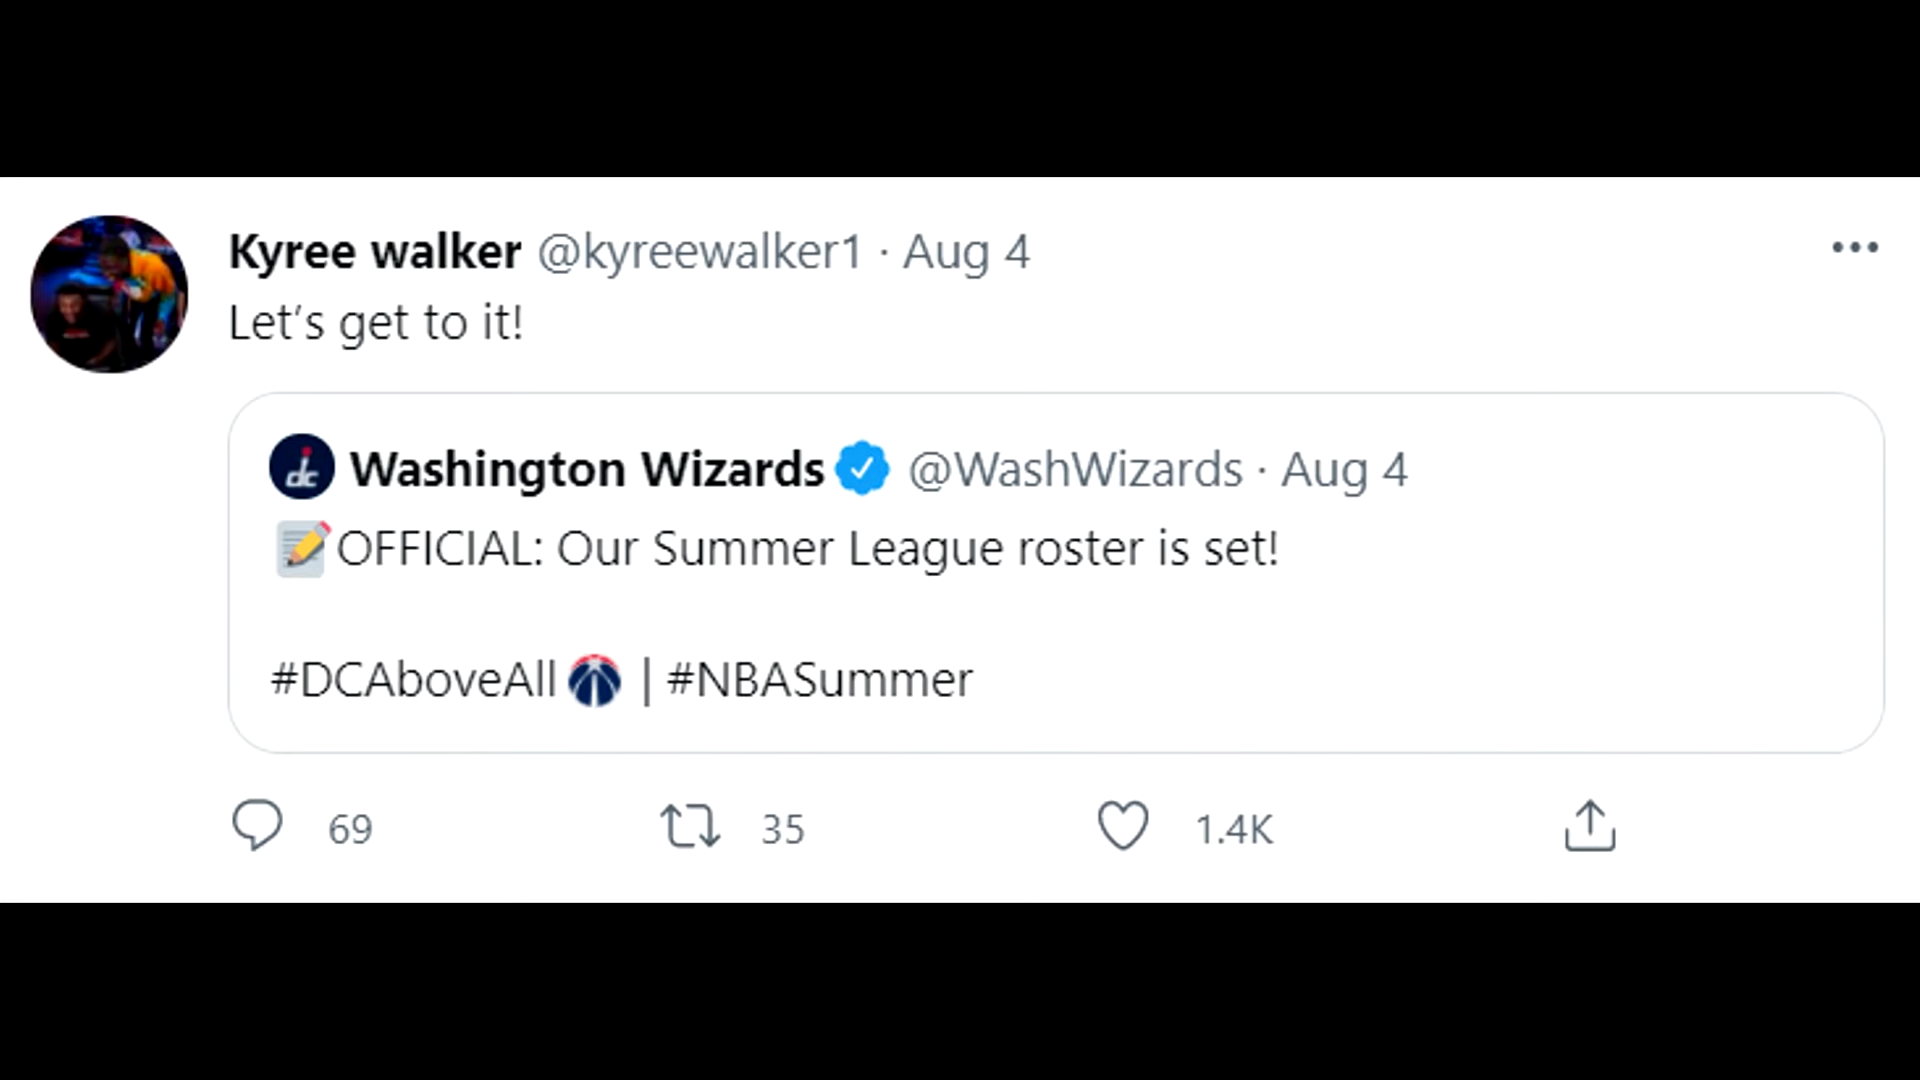 Kyree walker @kyreewalker1 · Aug 4
Let's get to it!
dc Washington Wizards @WashWizards · Aug 4
📝OFFICIAL: Our Summer League roster is set!
#DCAboveAll | #NBASummer
69 35 1.4K